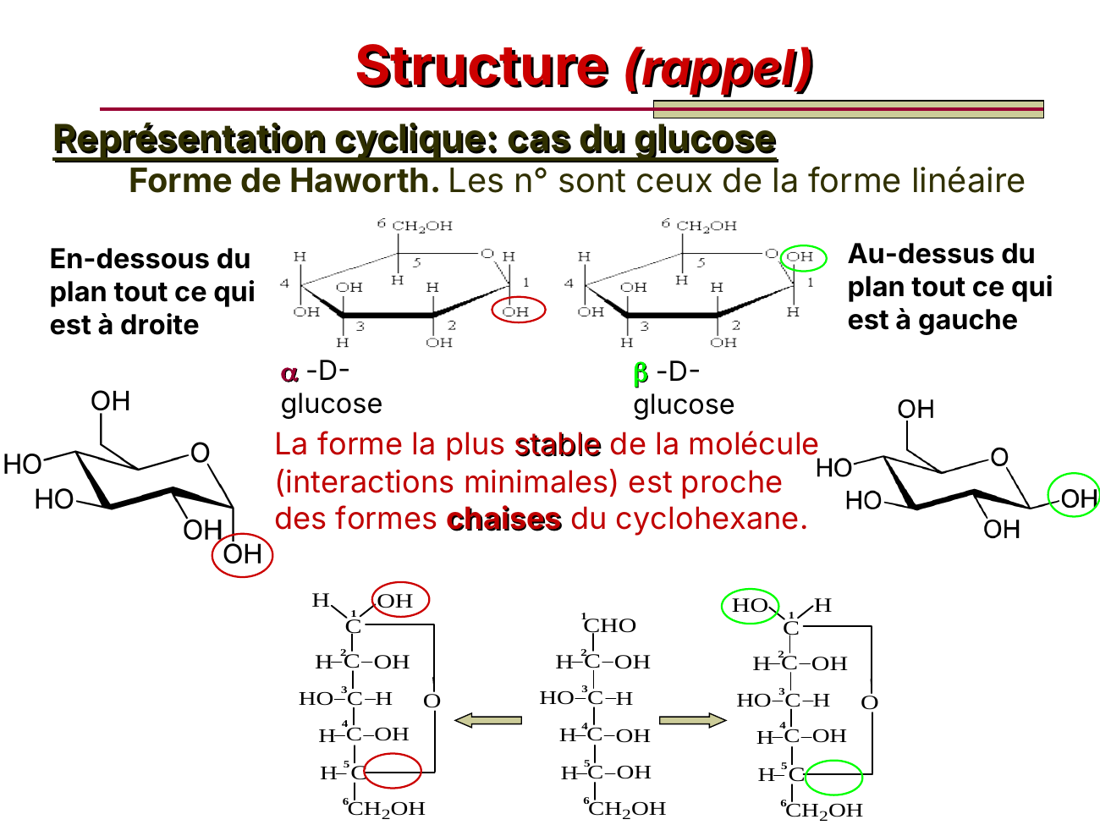 Structure (rappel)
Représentation cyclique: cas du glucose
Forme de Haworth. Les n° sont ceux de la forme linéaire
En-dessous du
plan tout ce qui
est à droite
6 CH₂OH
H
O H
5
4
H
1
OH
H
OH
OH
3
2
H
OH
6 CH₂OH
H
O OH
5
4
H
1
OH
H
OH
H
3
2
H
OH
Au-dessus du
plan tout ce qui
est à gauche
α -D-
glucose
β -D-
glucose
OH
HO
O
HO
OH
OH
La forme la plus stable de la molécule
(interactions minimales) est proche
des formes chaises du cyclohexane.
OH
HO
O
HO
OH
OH
H OH
1
C
2
H–C–OH
3
HO–C–H
O
4
H–C–OH
5
H–C
6
CH₂OH
1
CHO
2
H–C–OH
3
HO–C–H
4
H–C–OH
5
H–C–OH
6
CH₂OH
HO H
1
C
2
H–C–OH
3
HO–C–H
O
4
H–C–OH
5
H–C
6
CH₂OH